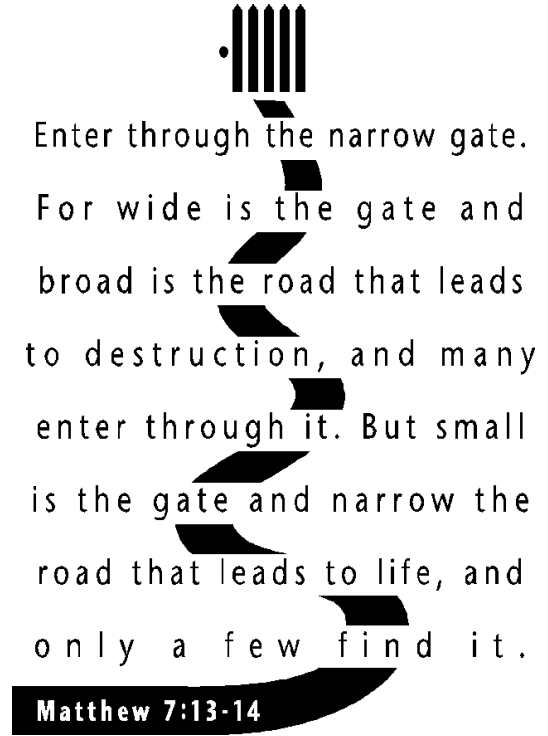 Enter through the narrow gate.
For wide is the gate and
broad is the road that leads
to destruction, and many
enter through it. But small
is the gate and narrow the
road that leads to life, and
only a few find it.
Matthew 7:13-14